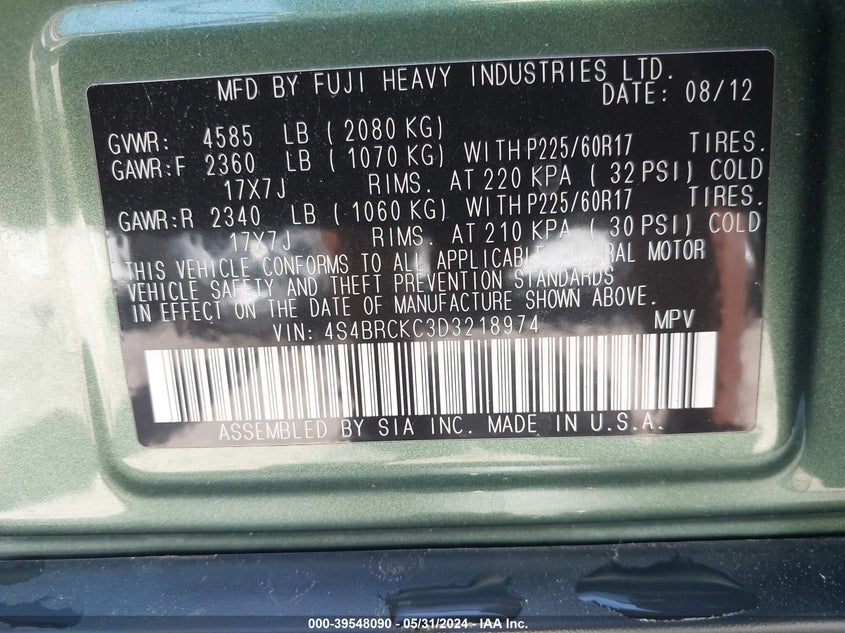 MFD BY FUJI HEAVY INDUSTRIES LTD.
DATE: 08/12
GVWR: 4585 LB (2080 KG)
GAWR:F 2360 LB (1070 KG) WITH P225/60R17 TIRES.
17X7J RIMS. AT 220 KPA (32 PSI) COLD
GAWR:R 2340 LB (1060 KG) WITH P225/60R17 TIRES.
17X7J RIMS. AT 210 KPA (30 PSI) COLD
THIS VEHICLE CONFORMS TO ALL APPLICABLE FEDERAL MOTOR
VEHICLE SAFETY AND THEFT PREVENTION STANDARDS
IN EFFECT ON THE DATE OF MANUFACTURE SHOWN ABOVE.
VIN: 4S4BRCKC3D3218974 MPV
ASSEMBLED BY SIA INC. MADE IN U.S.A.
000-39548090 - 05/31/2024 - IAA Inc.